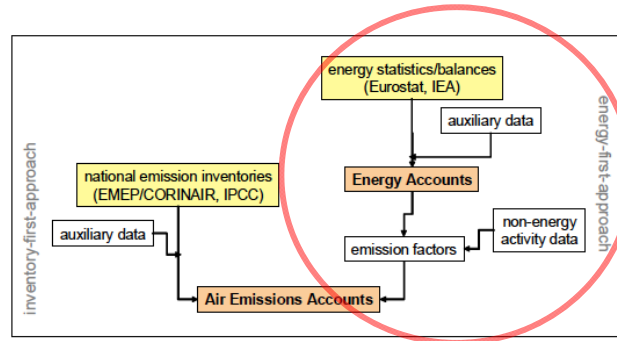 energy statistics/balances
(Eurostat, IEA)
auxiliary data
energy-first-approach
national emission inventories
(EMEP/CORINAIR, IPCC)
Energy Accounts
inventory-first-approach
auxiliary data
emission factors
non-energy
activity data
Air Emissions Accounts